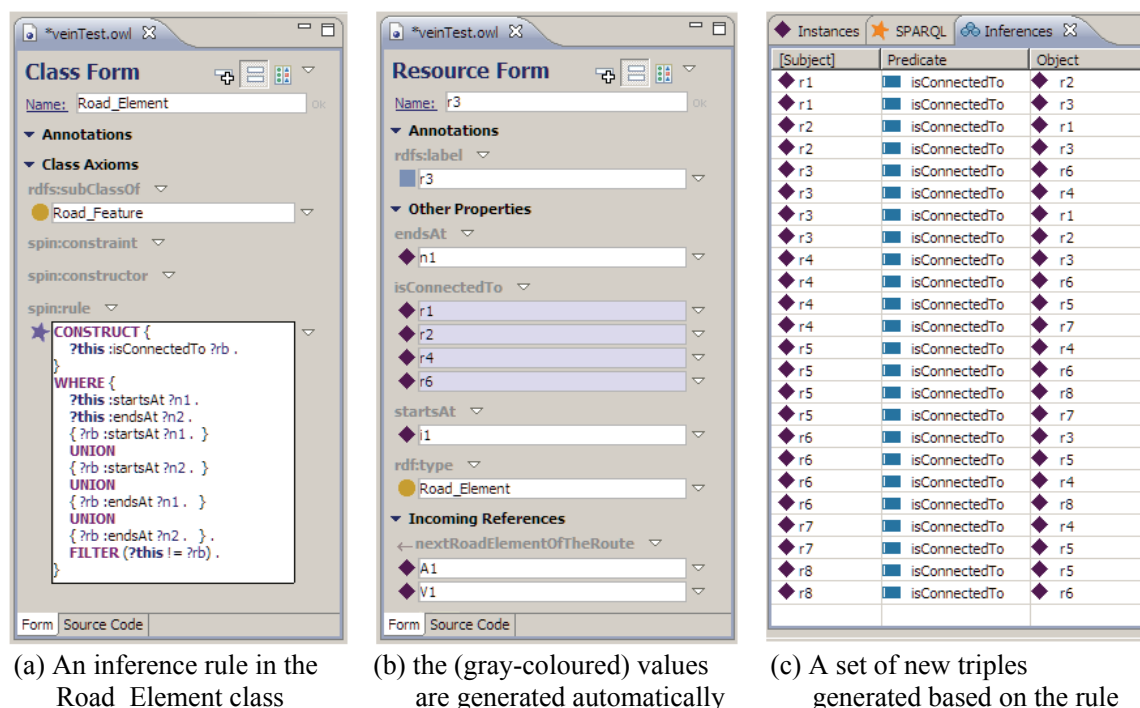 *veinTest.owl
Class Form
Name: Road_Element Ok
Annotations
Class Axioms
rdfs:subClassOf
Road_Feature
spin:constraint
spin:constructor
spin:rule
CONSTRUCT {
?this :isConnectedTo ?rb .
}
WHERE {
?this :startsAt ?n1 .
?this :endsAt ?n2 .
{ ?rb :startsAt ?n1 . }
UNION
{ ?rb :startsAt ?n2 . }
UNION
{ ?rb :endsAt ?n1 . }
UNION
{ ?rb :endsAt ?n2 . } .
FILTER (?this != ?rb) .
}
Form Source Code
(a) An inference rule in the
Road_Element class
*veinTest.owl
Resource Form
Name: r3 Ok
Annotations
rdfs:label
r3
Other Properties
endsAt
n1
isConnectedTo
r1
r2
r4
r6
startsAt
i1
rdf:type
Road_Element
Incoming References
←nextRoadElementOfTheRoute
A1
V1
Form Source Code
(b) the (gray-coloured) values
are generated automatically
Instances SPARQL Inferences
[Subject] Predicate Object
r1 isConnectedTo r2
r1 isConnectedTo r3
r2 isConnectedTo r1
r2 isConnectedTo r3
r3 isConnectedTo r6
r3 isConnectedTo r4
r3 isConnectedTo r1
r3 isConnectedTo r2
r4 isConnectedTo r3
r4 isConnectedTo r6
r4 isConnectedTo r5
r4 isConnectedTo r7
r5 isConnectedTo r4
r5 isConnectedTo r6
r5 isConnectedTo r8
r5 isConnectedTo r7
r6 isConnectedTo r3
r6 isConnectedTo r5
r6 isConnectedTo r4
r6 isConnectedTo r8
r7 isConnectedTo r4
r7 isConnectedTo r5
r8 isConnectedTo r5
r8 isConnectedTo r6
(c) A set of new triples
generated based on the rule